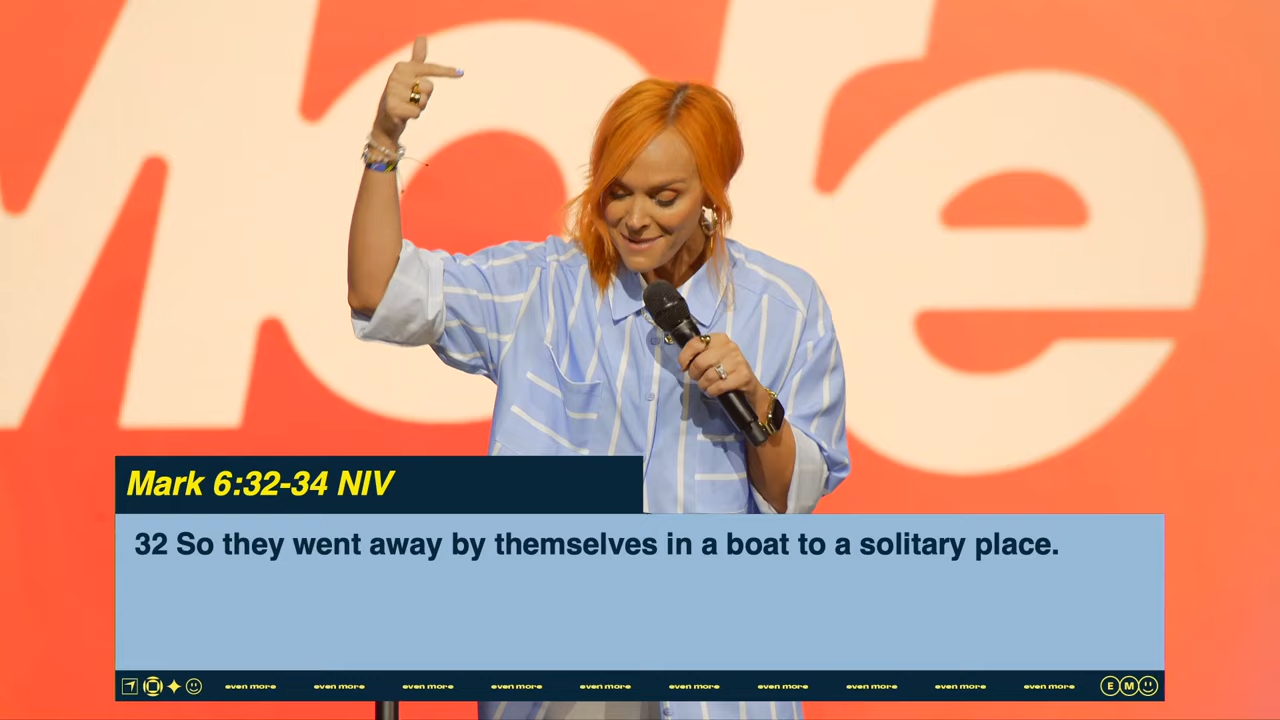 More
Mark 6:32-34 NIV
32 So they went away by themselves in a boat to a solitary place.
even more even more even more even more even more even more even more even more even more even more E M